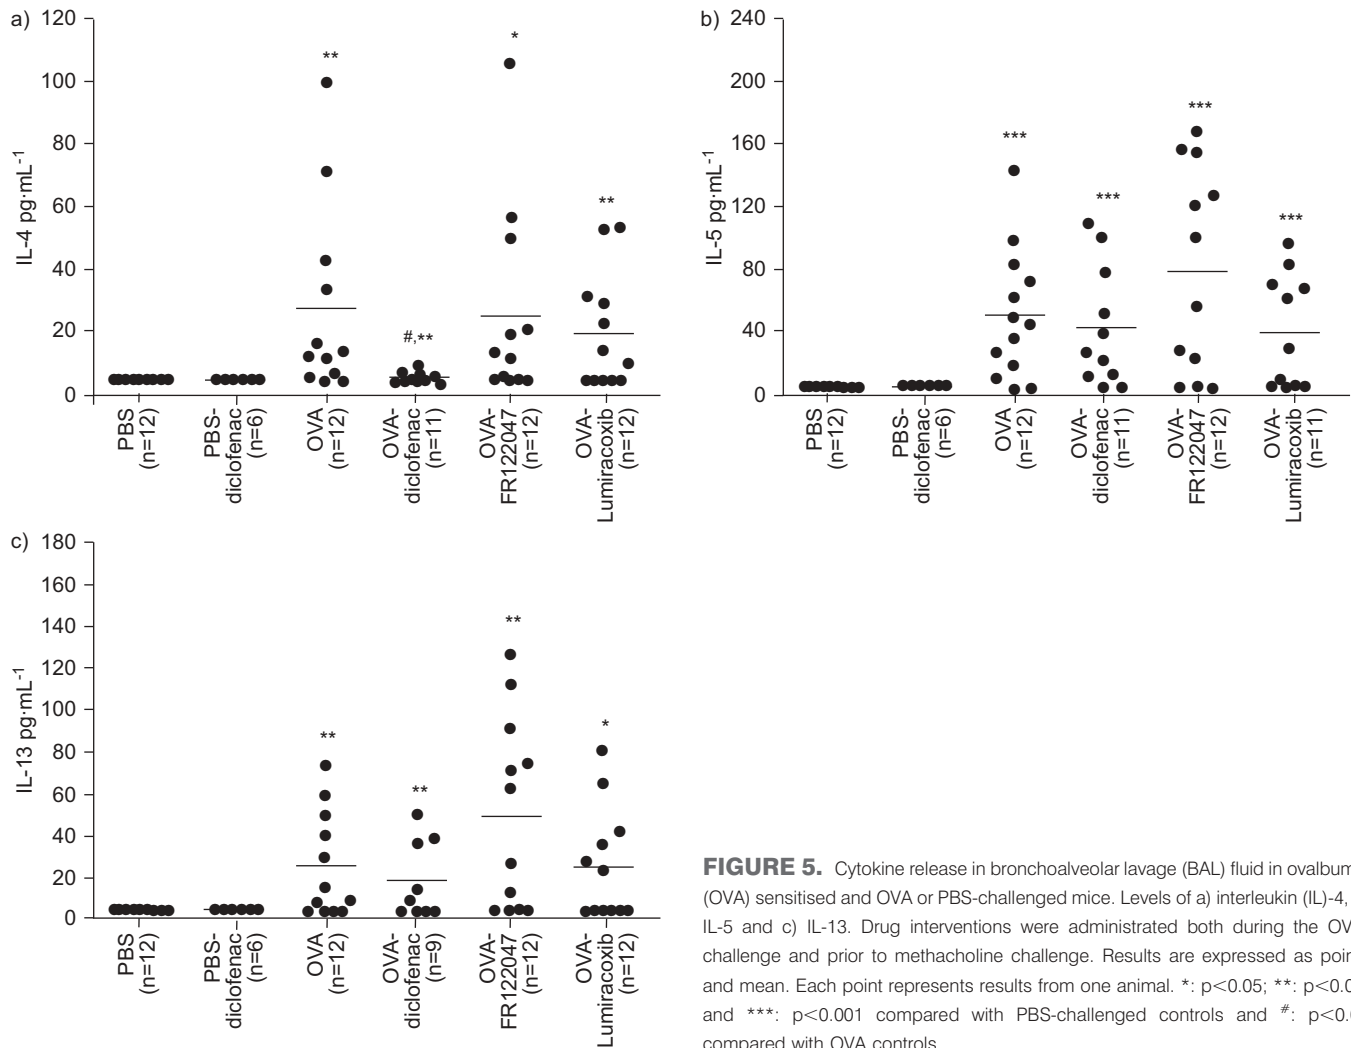 a)
120
100
80
60
40
20
0
IL-4 pg·mL⁻¹
**
#,**
*
**
PBS
(n=12)
PBS-
diclofenac
(n=6)
OVA
(n=12)
OVA-
diclofenac
(n=11)
OVA-
FR122047
(n=12)
OVA-
Lumiracoxib
(n=12)
b)
240
200
160
120
80
40
0
IL-5 pg·mL⁻¹
***
***
***
***
PBS
(n=12)
PBS-
diclofenac
(n=6)
OVA
(n=12)
OVA-
diclofenac
(n=11)
OVA-
FR122047
(n=12)
OVA-
Lumiracoxib
(n=11)
c)
180
160
140
120
100
80
60
40
20
0
IL-13 pg·mL⁻¹
**
**
**
*
PBS
(n=12)
PBS-
diclofenac
(n=6)
OVA
(n=12)
OVA-
diclofenac
(n=9)
OVA-
FR122047
(n=12)
OVA-
Lumiracoxib
(n=12)
FIGURE 5. Cytokine release in bronchoalveolar lavage (BAL) fluid in ovalbum
(OVA) sensitised and OVA or PBS-challenged mice. Levels of a) interleukin (IL)-4,
IL-5 and c) IL-13. Drug interventions were administrated both during the OV
challenge and prior to methacholine challenge. Results are expressed as poin
and mean. Each point represents results from one animal. *: p<0.05; **: p<0.0
and ***: p<0.001 compared with PBS-challenged controls and #: p<0.0
compared with OVA controls.